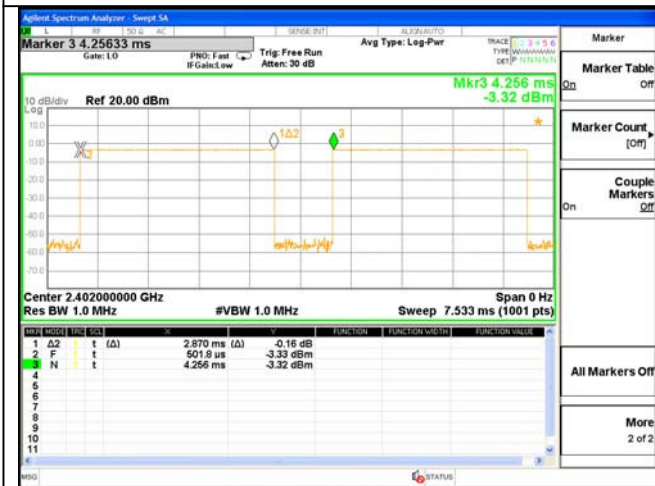 Agilent Spectrum Analyzer - Swept SA
L RF 50 Ω AC SENSE:INT ALIGNAUTO
Marker 3 4.25633 ms
Gate: LO
PNO: Fast
IFGain:Low
Trig: Free Run
Atten: 30 dB
Avg Type: Log-Pwr
TRACE 1 2 3 4 5 6
TYPE WWWWWW
DET P N N N N N
Mkr3 4.256 ms
-3.32 dBm
10 dB/div Ref 20.00 dBm
Log
10.0
0.00
-10.0
-20.0
-30.0
-40.0
-50.0
-60.0
-70.0
2
1Δ2
3
Center 2.402000000 GHz Span 0 Hz
Res BW 1.0 MHz #VBW 1.0 MHz Sweep 7.533 ms (1001 pts)
MKR MODE TRC SCL X Y FUNCTION FUNCTION WIDTH FUNCTION VALUE
1 Δ2 t (Δ) 2.870 ms (Δ) -0.16 dB
2 F t 501.8 us -3.33 dBm
3 N t 4.256 ms -3.32 dBm
4
5
6
7
8
9
10
11
MSG STATUS
Marker
Marker Table
On Off
Marker Count
[Off]
Couple
Markers
On Off
All Markers Off
More
2 of 2